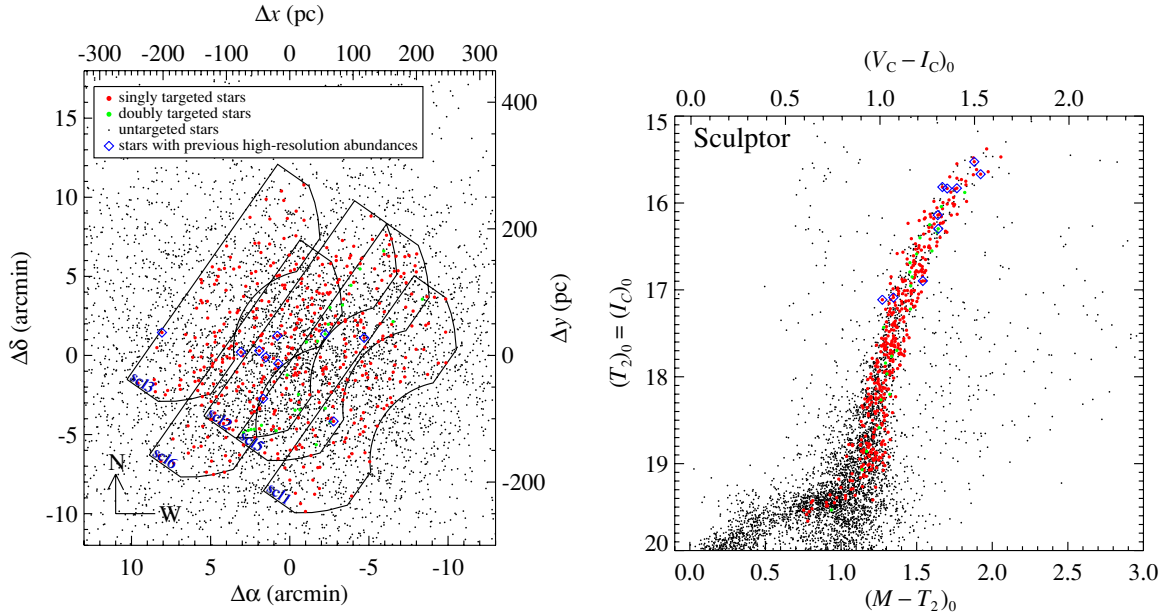 Δx (pc)
-300 -200 -100 0 100 200 300
singly targeted stars
doubly targeted stars
untargeted stars
stars with previous high-resolution abundances
15
10
5
0
-5
-10
Δδ (arcmin)
400
200
0
-200
Δy (pc)
scl3
scl6
scl2
scl5
scl1
N
W
10 5 0 -5 -10
Δα (arcmin)
(V_C − I_C)_0
0.0 0.5 1.0 1.5 2.0
Sculptor
15
16
17
18
19
20
(T_2)_0 = (I_C)_0
0.0 0.5 1.0 1.5 2.0 2.5 3.0
(M − T_2)_0